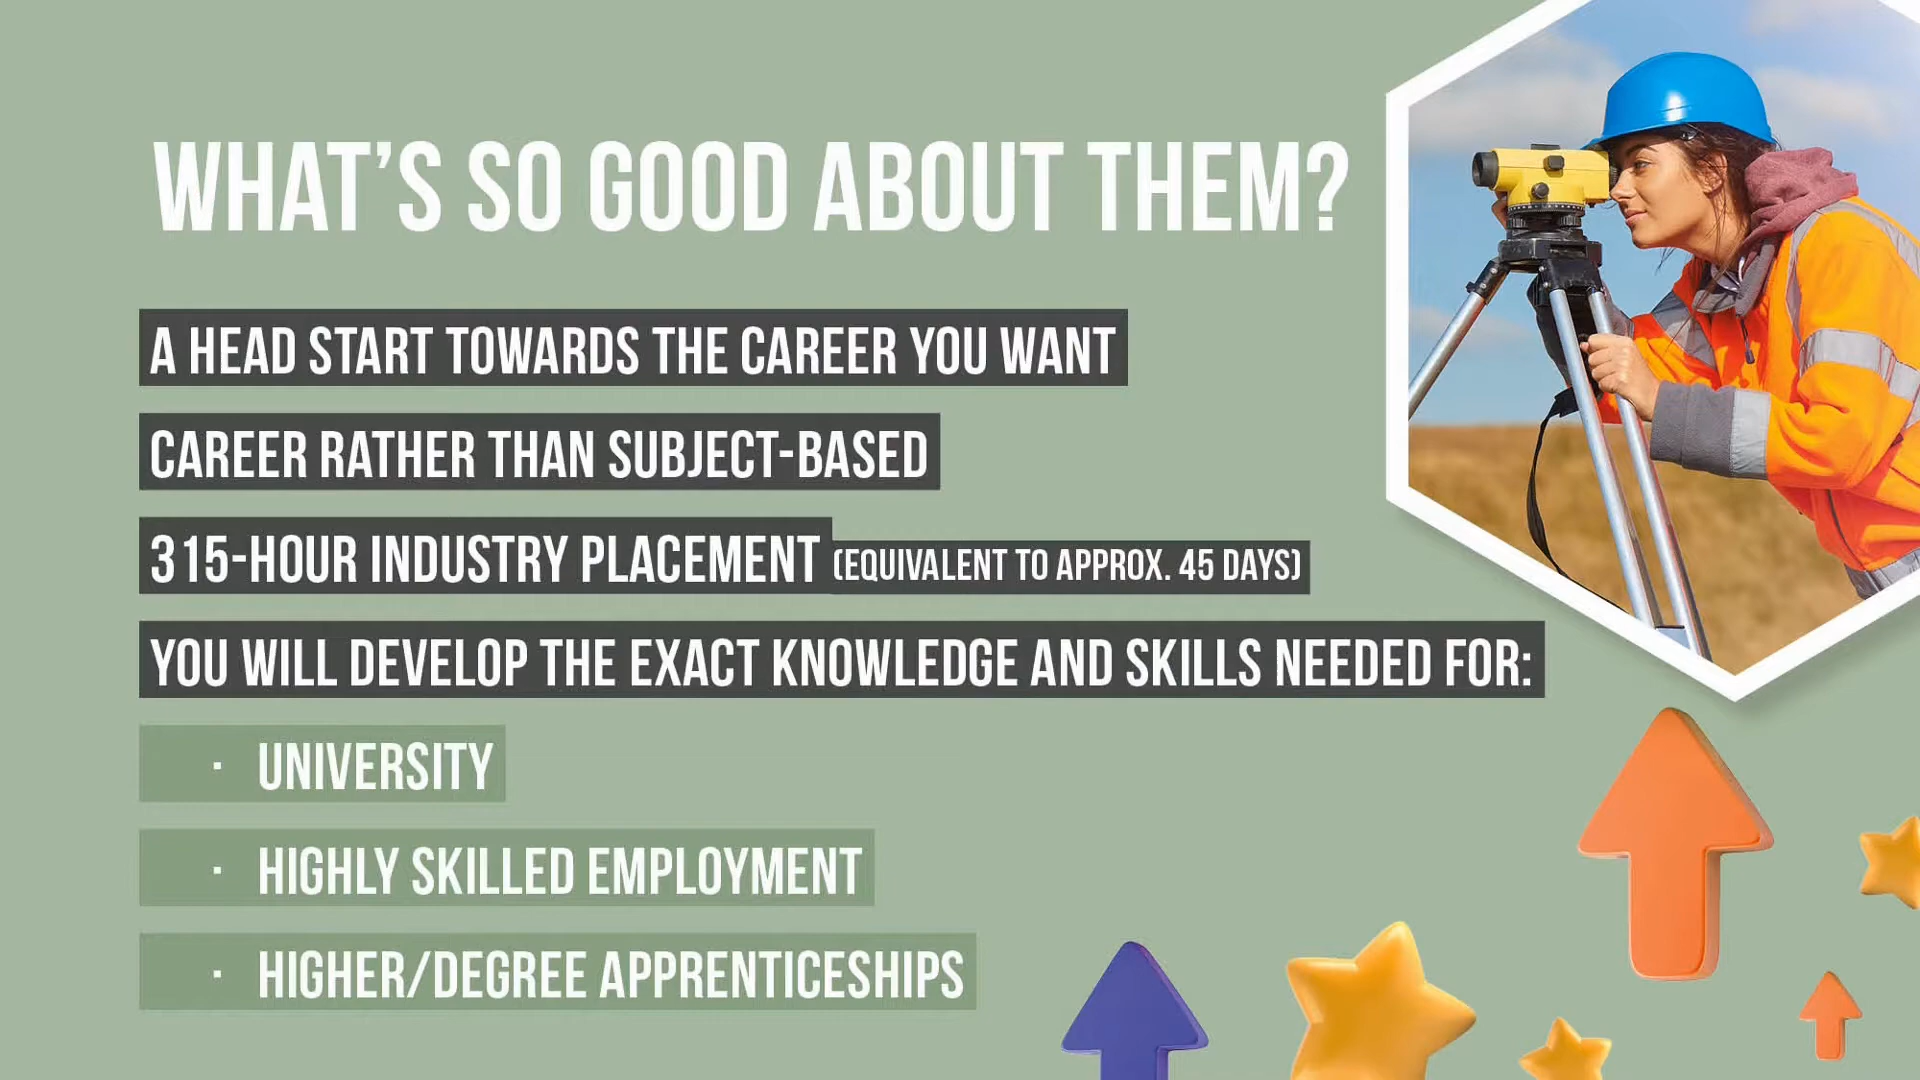 WHAT'S SO GOOD ABOUT THEM?
A HEAD START TOWARDS THE CAREER YOU WANT
CAREER RATHER THAN SUBJECT-BASED
315-HOUR INDUSTRY PLACEMENT (EQUIVALENT TO APPROX. 45 DAYS)
YOU WILL DEVELOP THE EXACT KNOWLEDGE AND SKILLS NEEDED FOR:
· UNIVERSITY
· HIGHLY SKILLED EMPLOYMENT
· HIGHER/DEGREE APPRENTICESHIPS